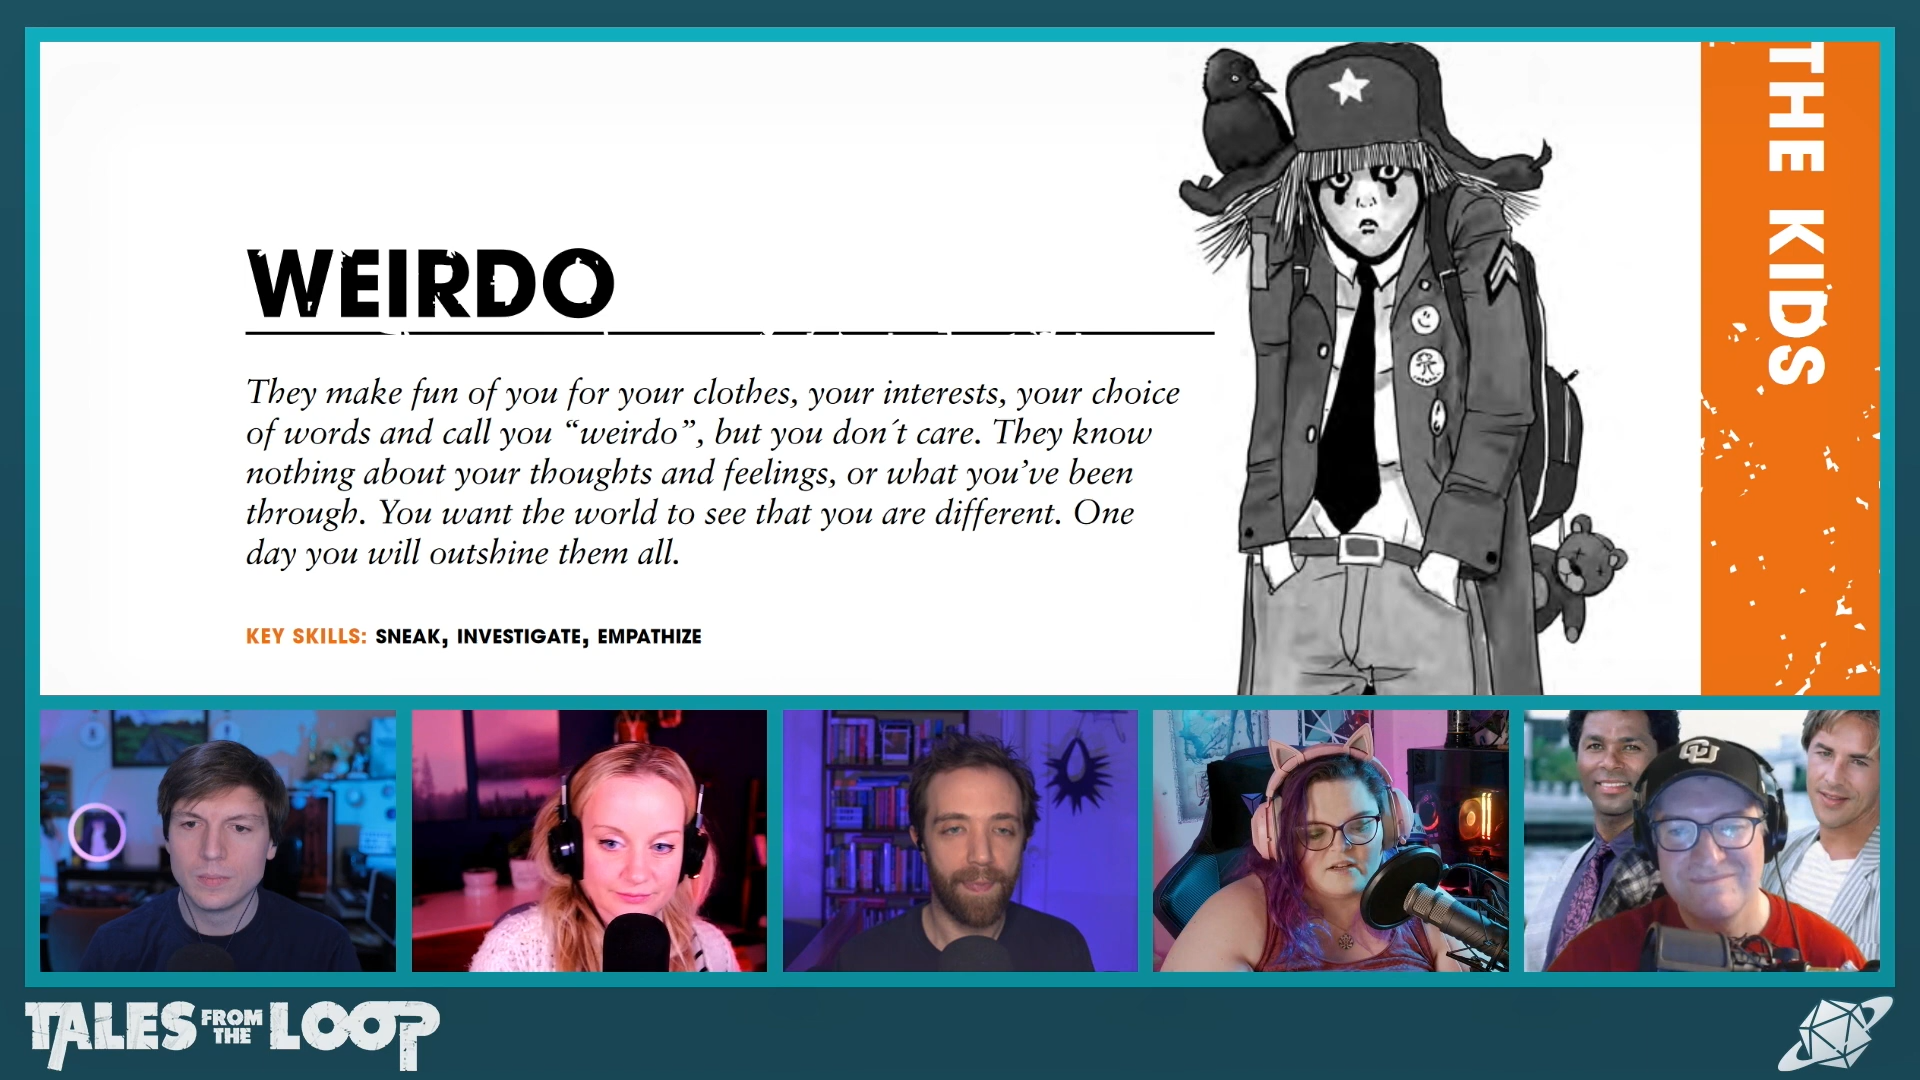 THE KIDS
WEIRDO
They make fun of you for your clothes, your interests, your choice
of words and call you “weirdo”, but you don´t care. They know
nothing about your thoughts and feelings, or what you’ve been
through. You want the world to see that you are different. One
day you will outshine them all.
KEY SKILLS: SNEAK, INVESTIGATE, EMPATHIZE
CU
TALES FROM THE LOOP